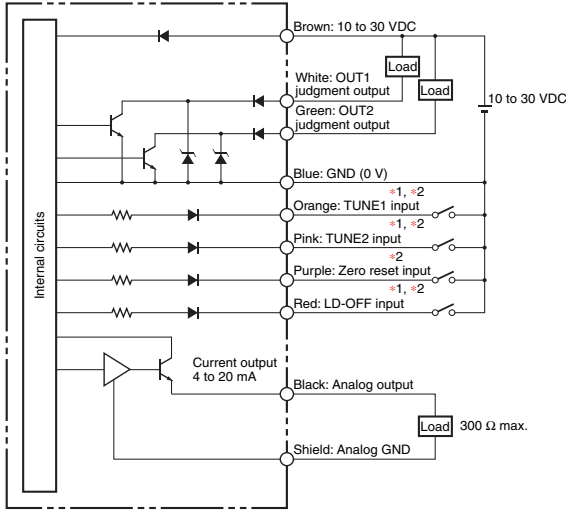 Brown: 10 to 30 VDC
Load
White: OUT1
judgment output
Load
10 to 30 VDC
Green: OUT2
judgment output
Blue: GND (0 V)
*1, *2
Orange: TUNE1 input
*1, *2
Pink: TUNE2 input
*2
Purple: Zero reset input
*1, *2
Red: LD-OFF input
Internal circuits
Current output
4 to 20 mA
Black: Analog output
Load 300 Ω max.
Shield: Analog GND